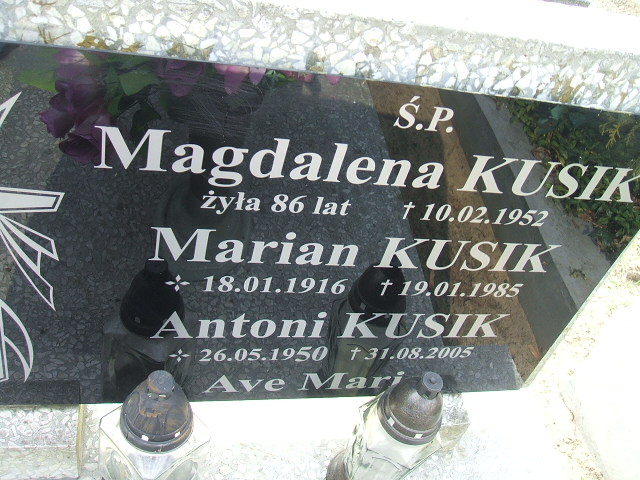 Ś.P.
Magdalena KUSIK
żyła 86 lat † 10.02.1952
Marian KUSIK
✧ 18.01.1916 † 19.01.1985
Antoni KUSIK
✧ 26.05.1950 † 31.08.2005
Ave Mari